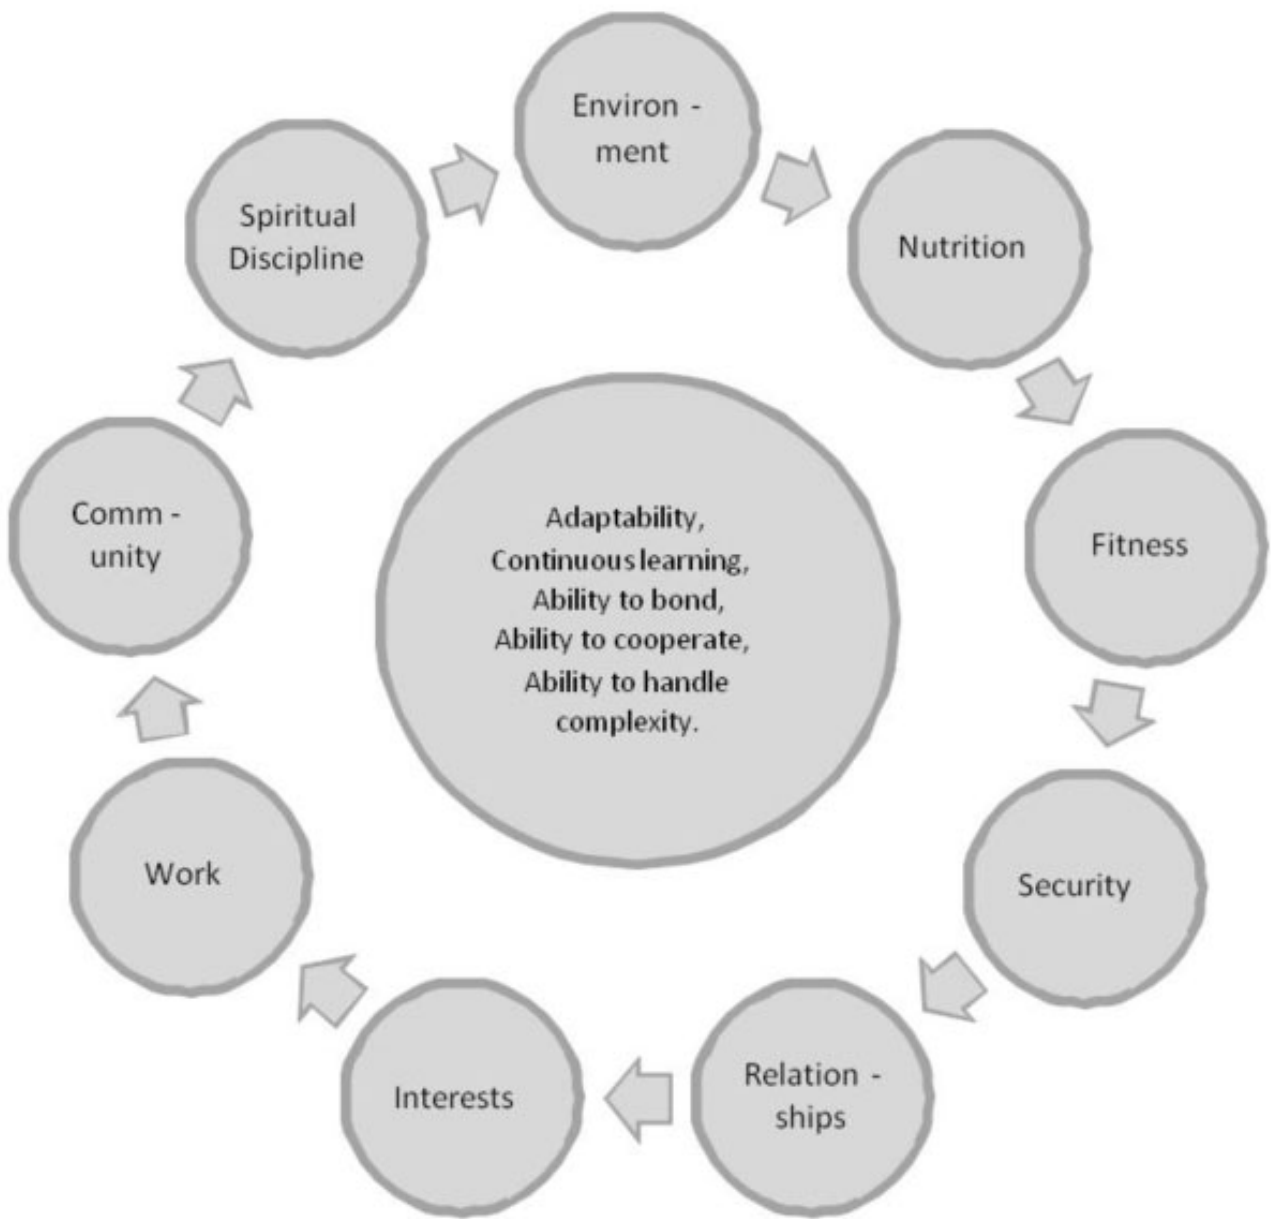 Environ -
ment
Nutrition
Fitness
Security
Relation -
ships
Interests
Work
Comm -
unity
Spiritual
Discipline
Adaptability,
Continuous learning,
Ability to bond,
Ability to cooperate,
Ability to handle
complexity.